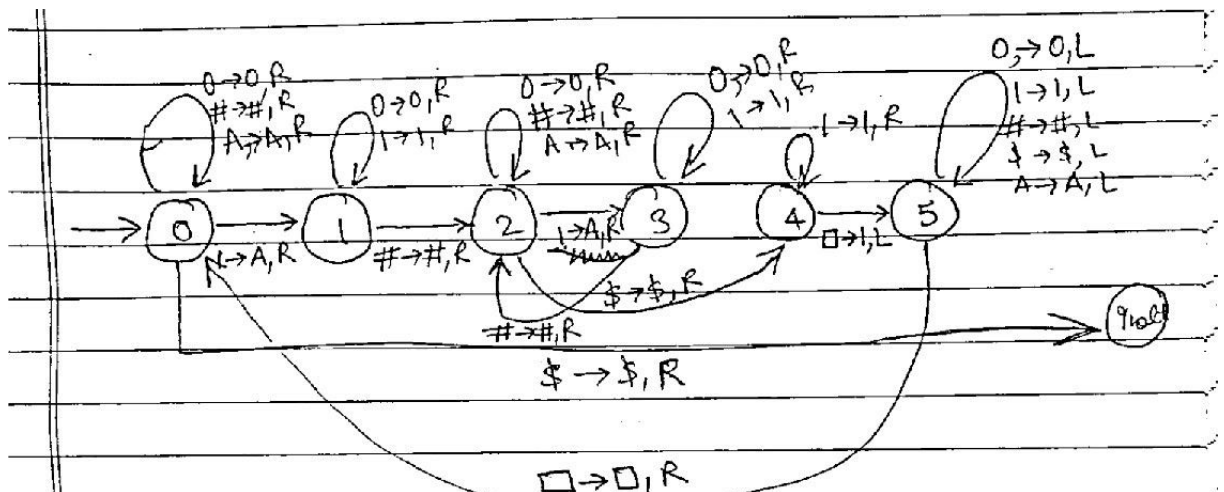 0→0,R
#→#,R
A→A,R
0→0,R
1→1,R
0→0,R
#→#,R
A→A,R
0→0,R
1→1,R
1→1,R
0→0,L
1→1,L
#→#,L
$→$,L
A→A,L
0
1
2
3
4
5
1→A,R
#→#,R
1→A,R
□→1,L
$→$,R
#→#,R
qhalt
$→$,R
□→□,R